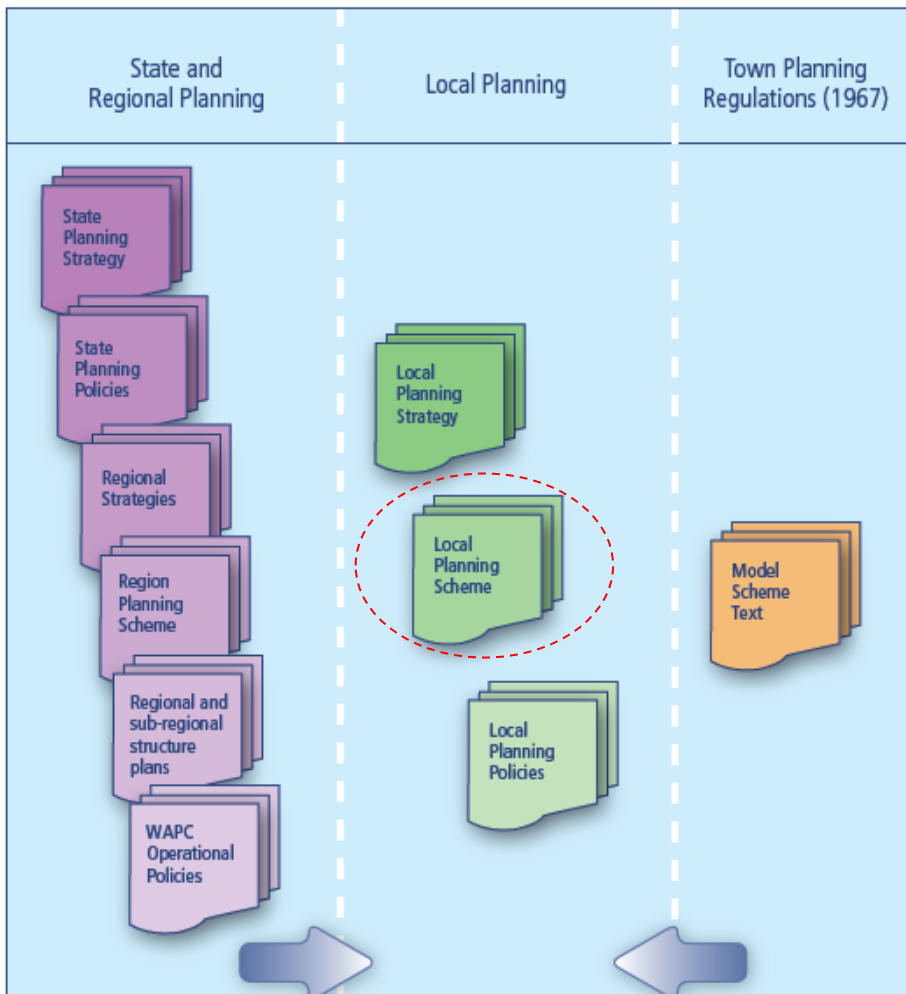 State and
Regional Planning
Local Planning
Town Planning
Regulations (1967)
State
Planning
Strategy
State
Planning
Policies
Regional
Strategies
Region
Planning
Scheme
Regional and
sub-regional
structure
plans
WAPC
Operational
Policies
Local
Planning
Strategy
Local
Planning
Scheme
Local
Planning
Policies
Model
Scheme
Text